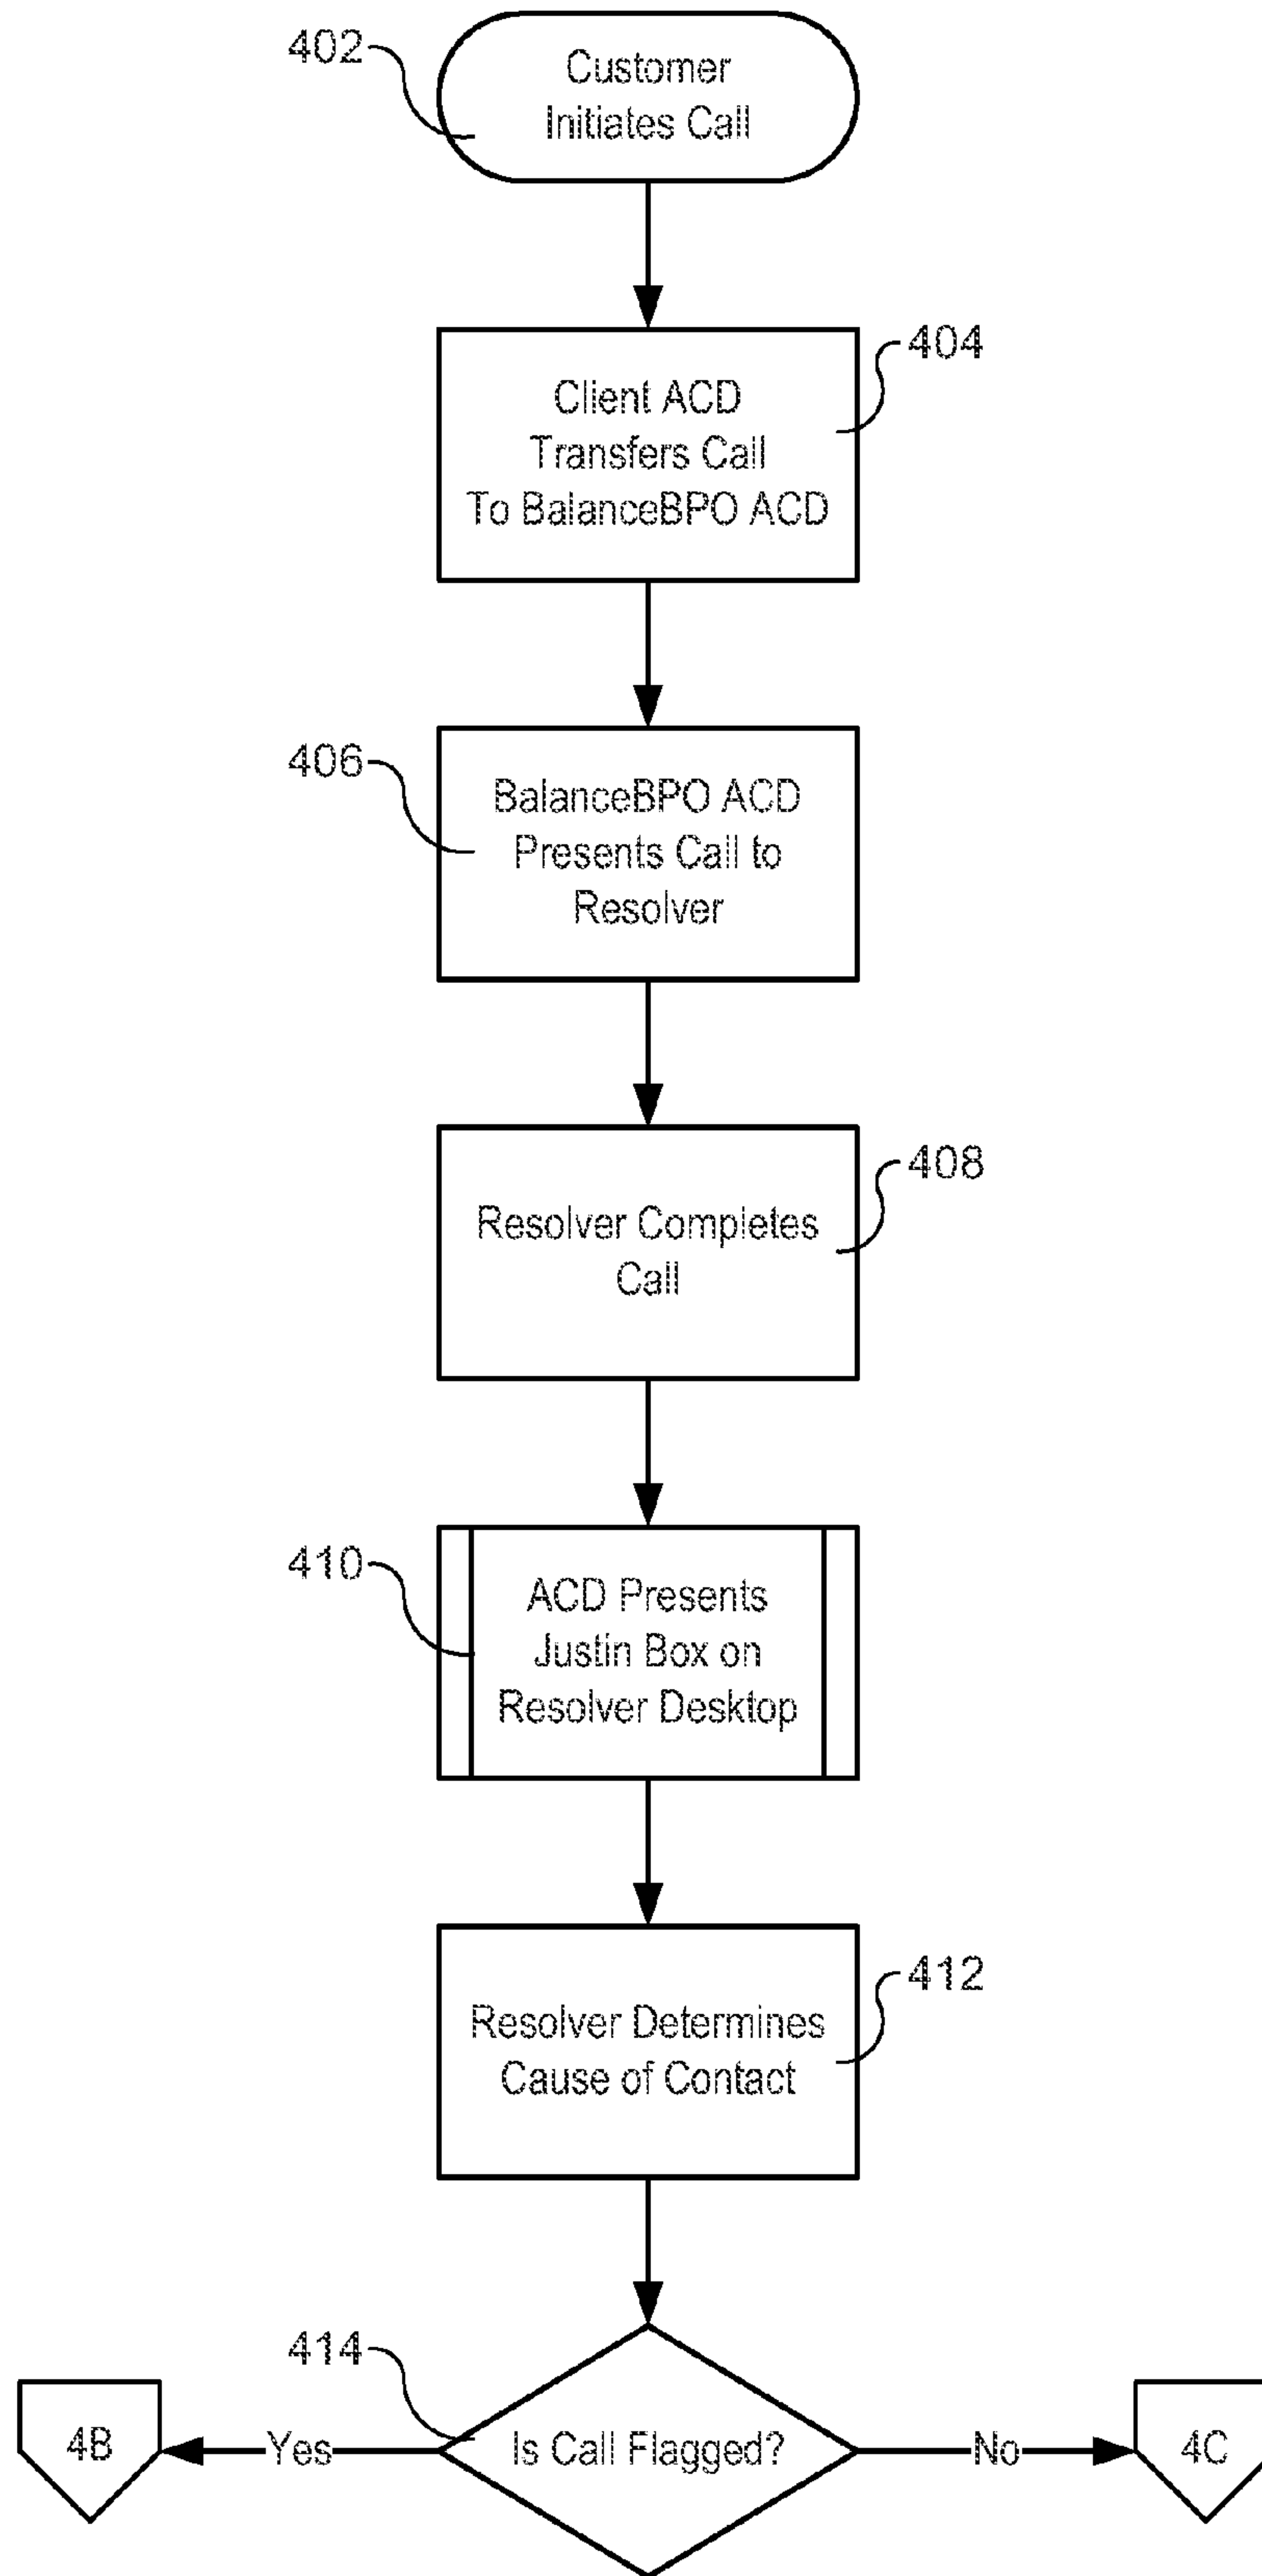 402
Customer
Initiates Call
404
Client ACD
Transfers Call
To BalanceBPO ACD
406
BalanceBPO ACD
Presents Call to
Resolver
408
Resolver Completes
Call
410
ACD Presents
Justin Box on
Resolver Desktop
412
Resolver Determines
Cause of Contact
414
4B
Yes
Is Call Flagged?
No
4C